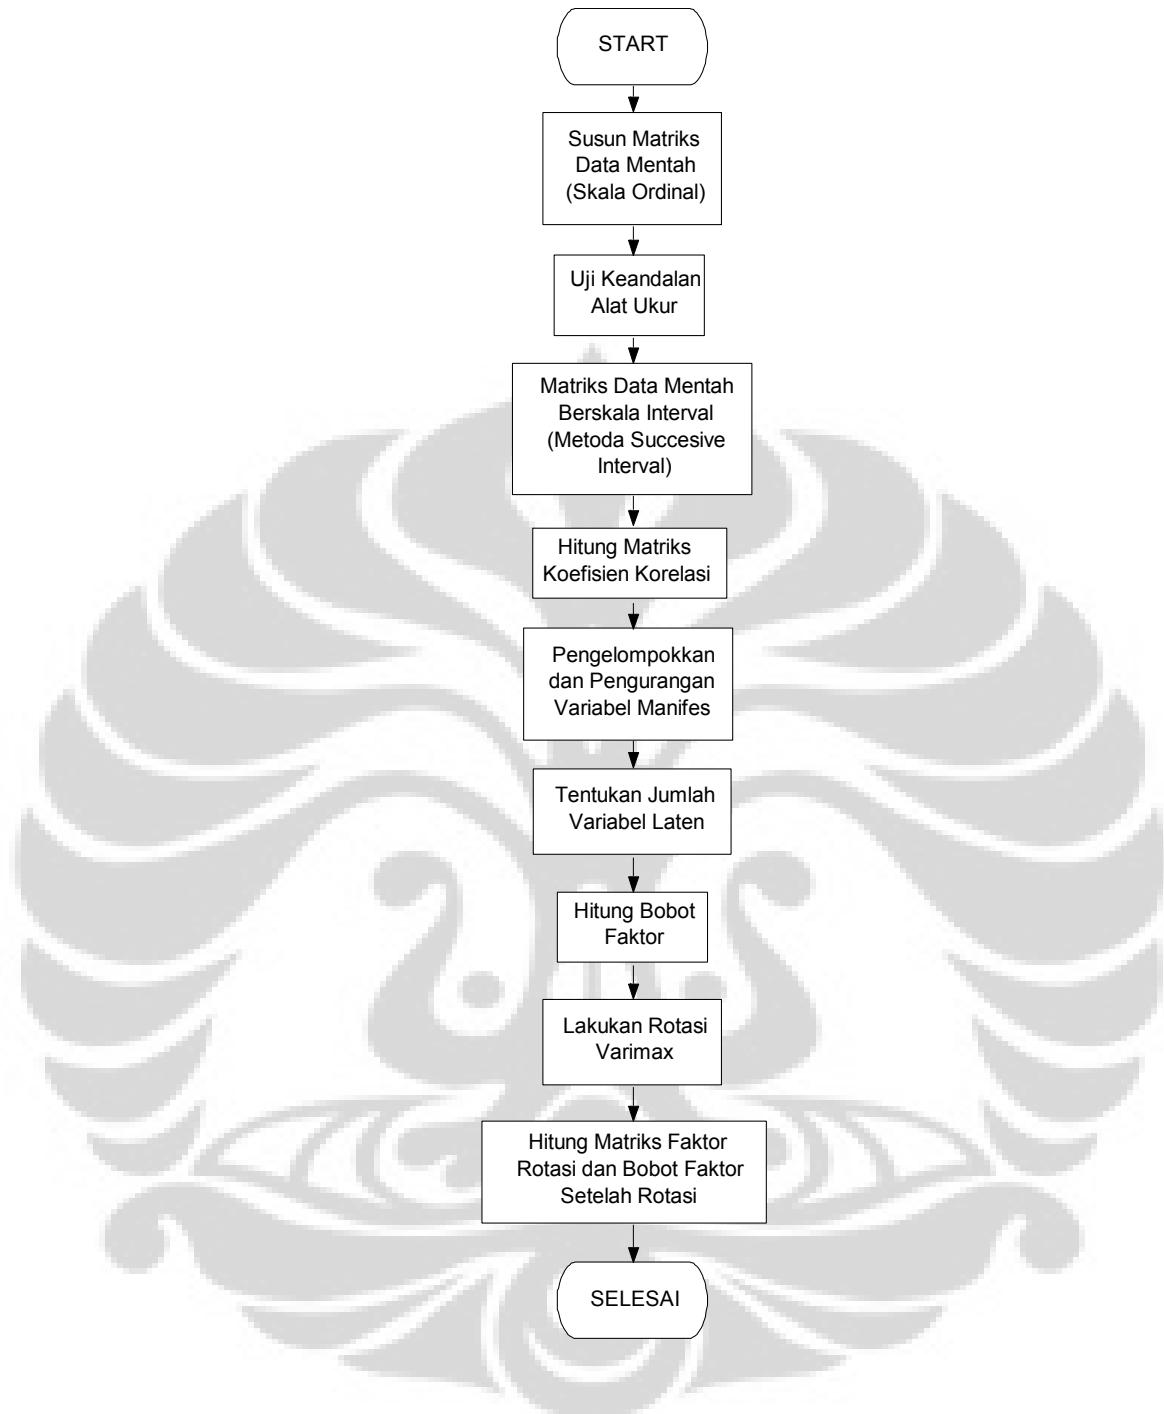 START
Susun Matriks
Data Mentah
(Skala Ordinal)
Uji Keandalan
Alat Ukur
Matriks Data Mentah
Berskala Interval
(Metoda Succesive
Interval)
Hitung Matriks
Koefisien Korelasi
Pengelompokkan
dan Pengurangan
Variabel Manifes
Tentukan Jumlah
Variabel Laten
Hitung Bobot
Faktor
Lakukan Rotasi
Varimax
Hitung Matriks Faktor
Rotasi dan Bobot Faktor
Setelah Rotasi
SELESAI